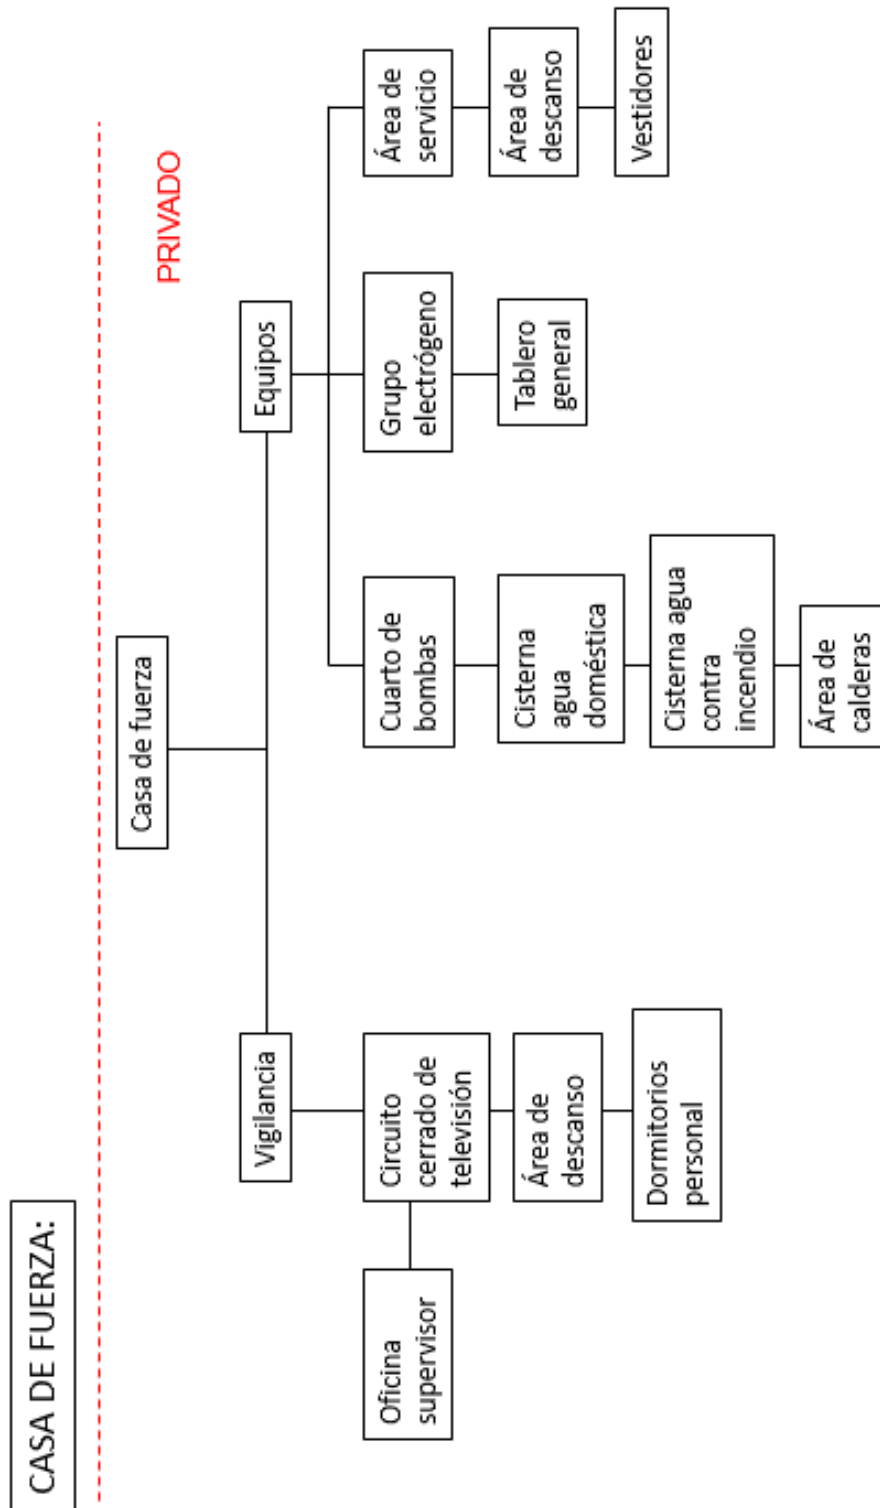 CASA DE FUERZA:
PRIVADO
Casa de fuerza
Vigilancia
Equipos
Oficina
supervisor
Circuito
cerrado de
televisión
Área de
descanso
Dormitorios
personal
Cuarto de
bombas
Cisterna
agua
doméstica
Cisterna agua
contra
incendio
Área de
calderas
Grupo
electrógeno
Tablero
general
Área de
servicio
Área de
descanso
Vestidores